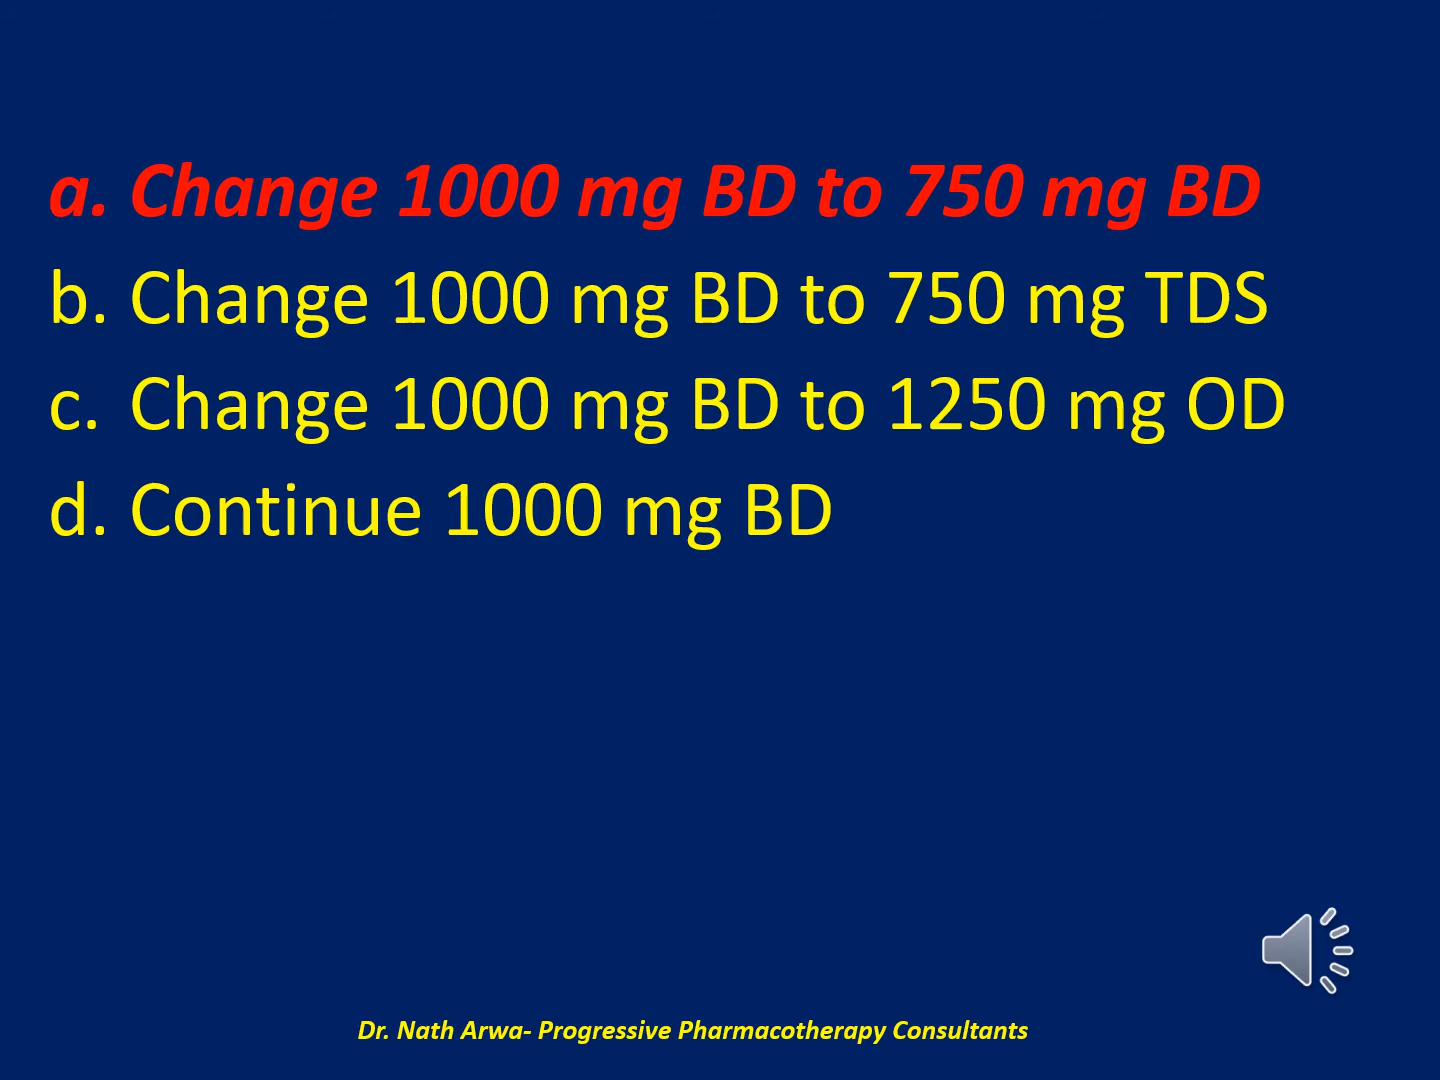 a. Change 1000 mg BD to 750 mg BD
b. Change 1000 mg BD to 750 mg TDS
c. Change 1000 mg BD to 1250 mg OD
d. Continue 1000 mg BD
Dr. Nath Arwa- Progressive Pharmacotherapy Consultants